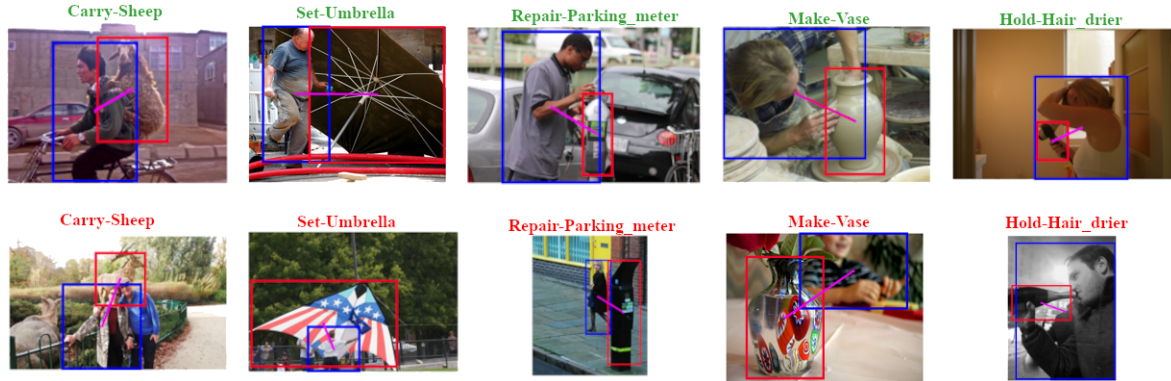 Carry-Sheep
Set-Umbrella
Repair-Parking_meter
Make-Vase
Hold-Hair_drier
Carry-Sheep
Set-Umbrella
Repair-Parking_meter
Make-Vase
Hold-Hair_drier